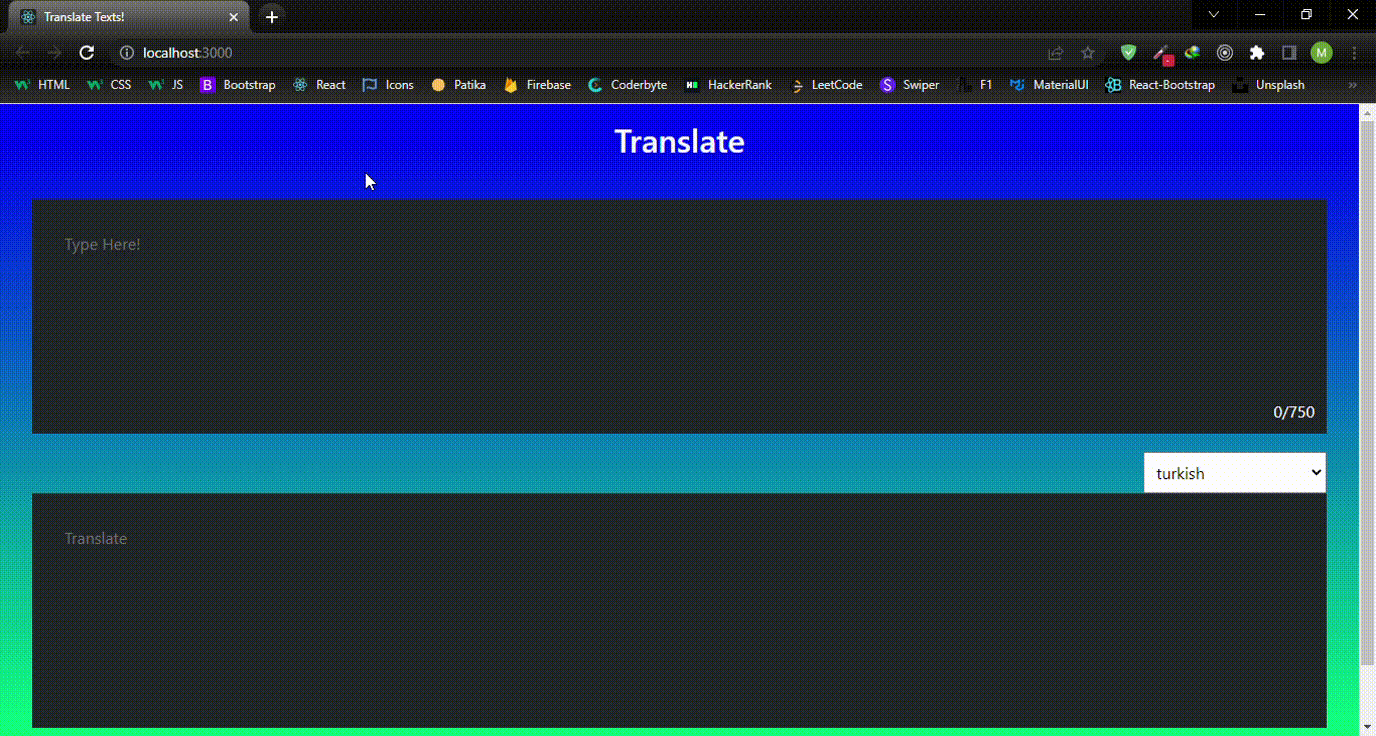 Translate Texts!
localhost:3000
M
HTML CSS JS B Bootstrap React Icons Patika Firebase Coderbyte HackerRank LeetCode S Swiper F1 MaterialUI React-Bootstrap Unsplash »
Translate
Type Here!
0/750
turkish
Translate